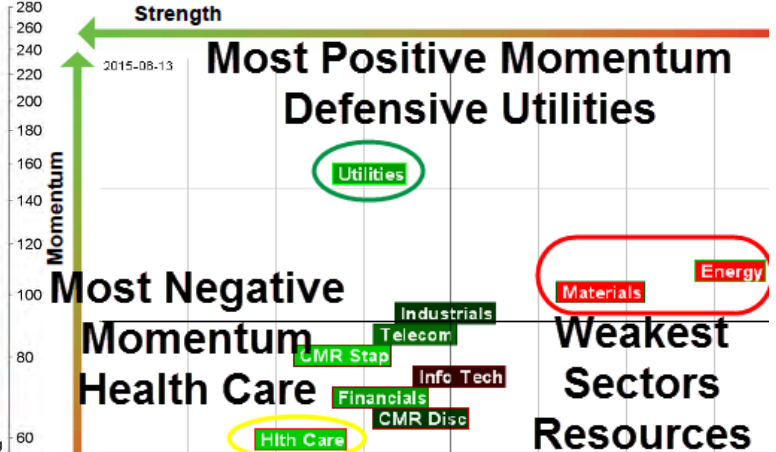 280
Strength
260
240
2015-08-13
Most Positive Momentum
220
Defensive Utilities
200
180
160
Utilities
140
Momentum
120
Energy
100
Materials
Most Negative
Momentum
Health Care
Industrials
Telecom
CMR Stap
Info Tech
Financials
CMR Disc
Hlth Care
Weakest
Sectors
Resources
80
60